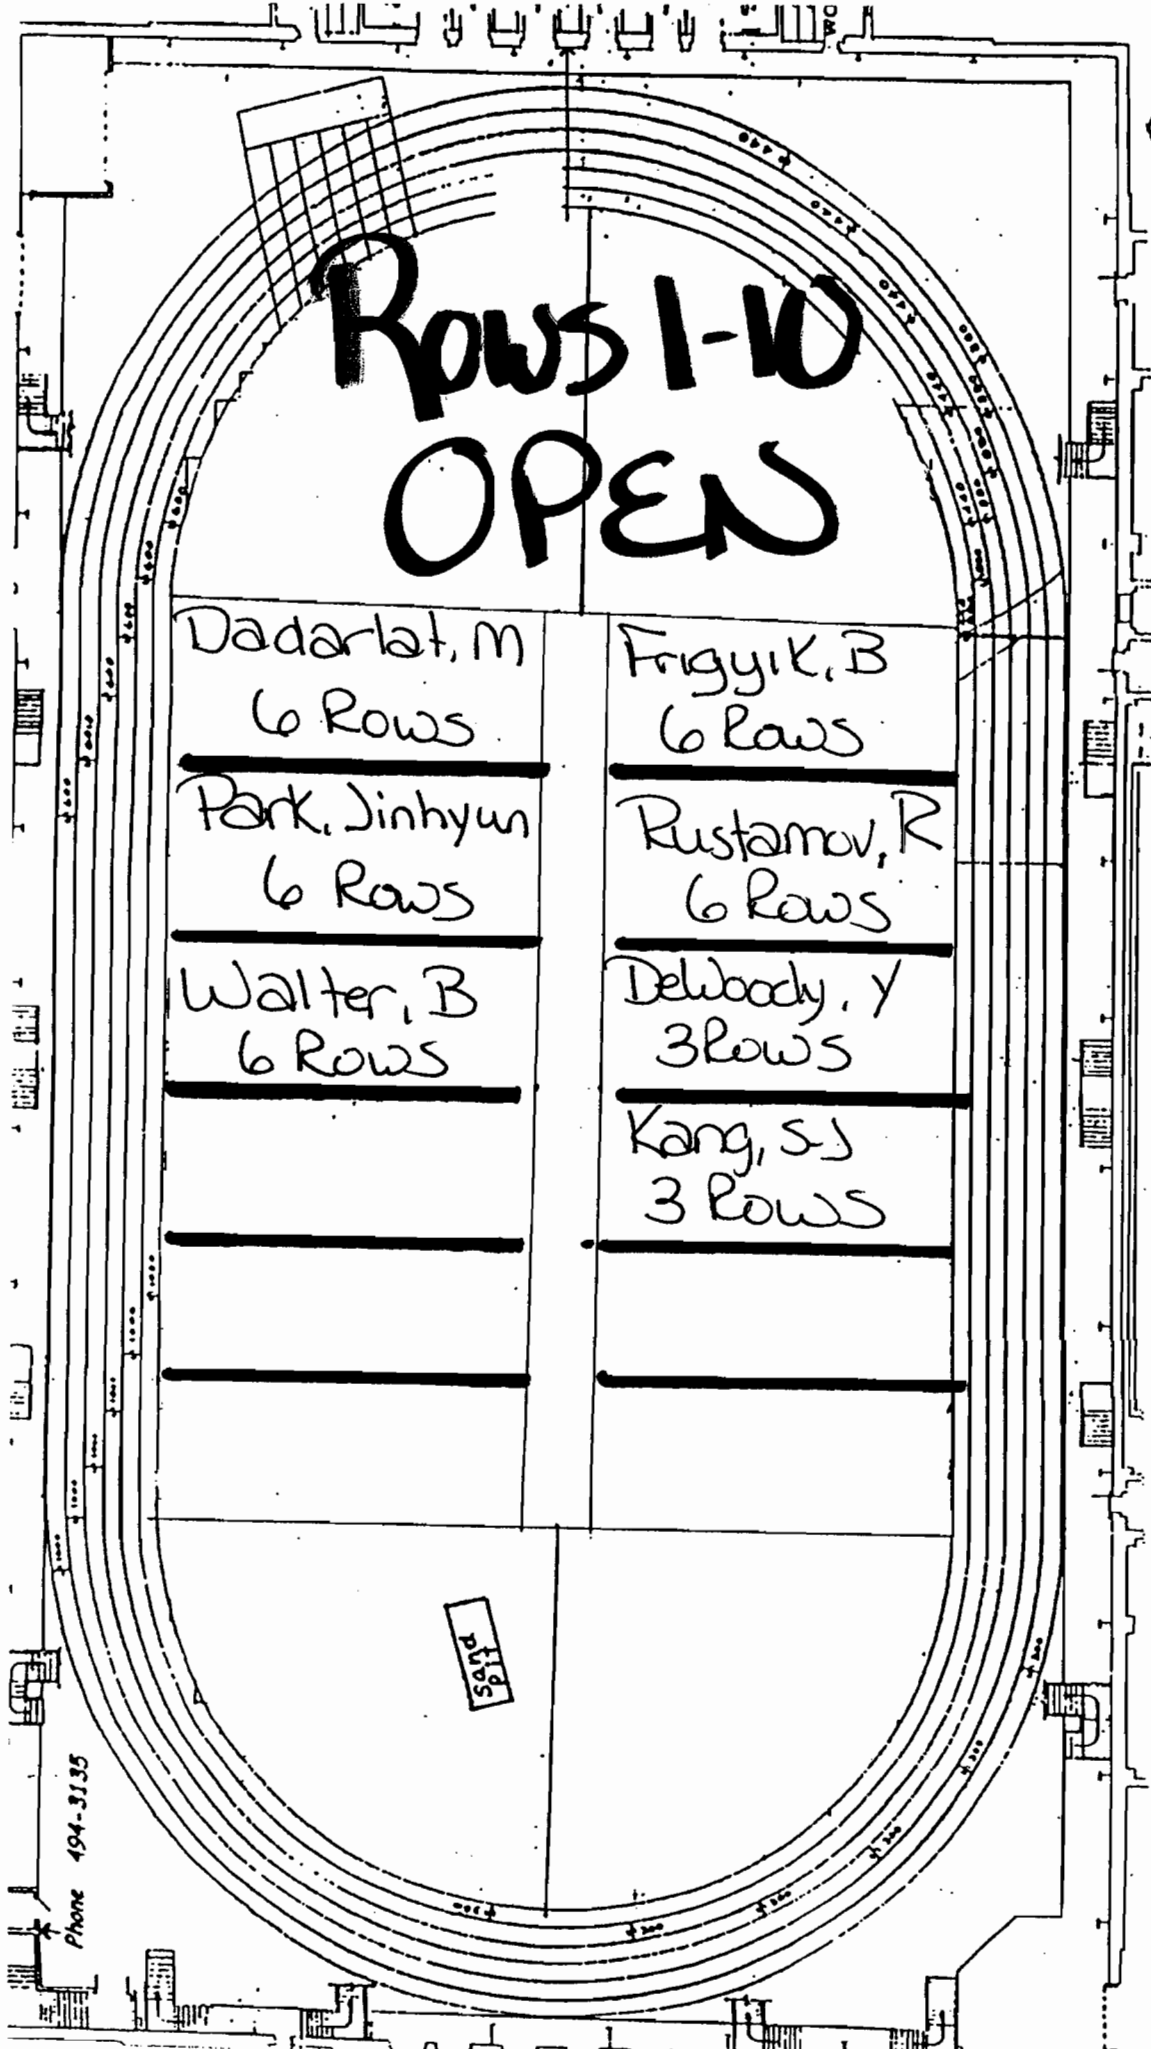 Rows 1-10
OPEN
Dadarlat, M
6 Rows
Frigyik, B
6 Rows
Park, Jinhyun
6 Rows
Rustamov, R
6 Rows
Walter, B
6 Rows
DeWoody, Y
3 Rows
Kang, S-J
3 Rows
Sand
pit
Phone 494-3135